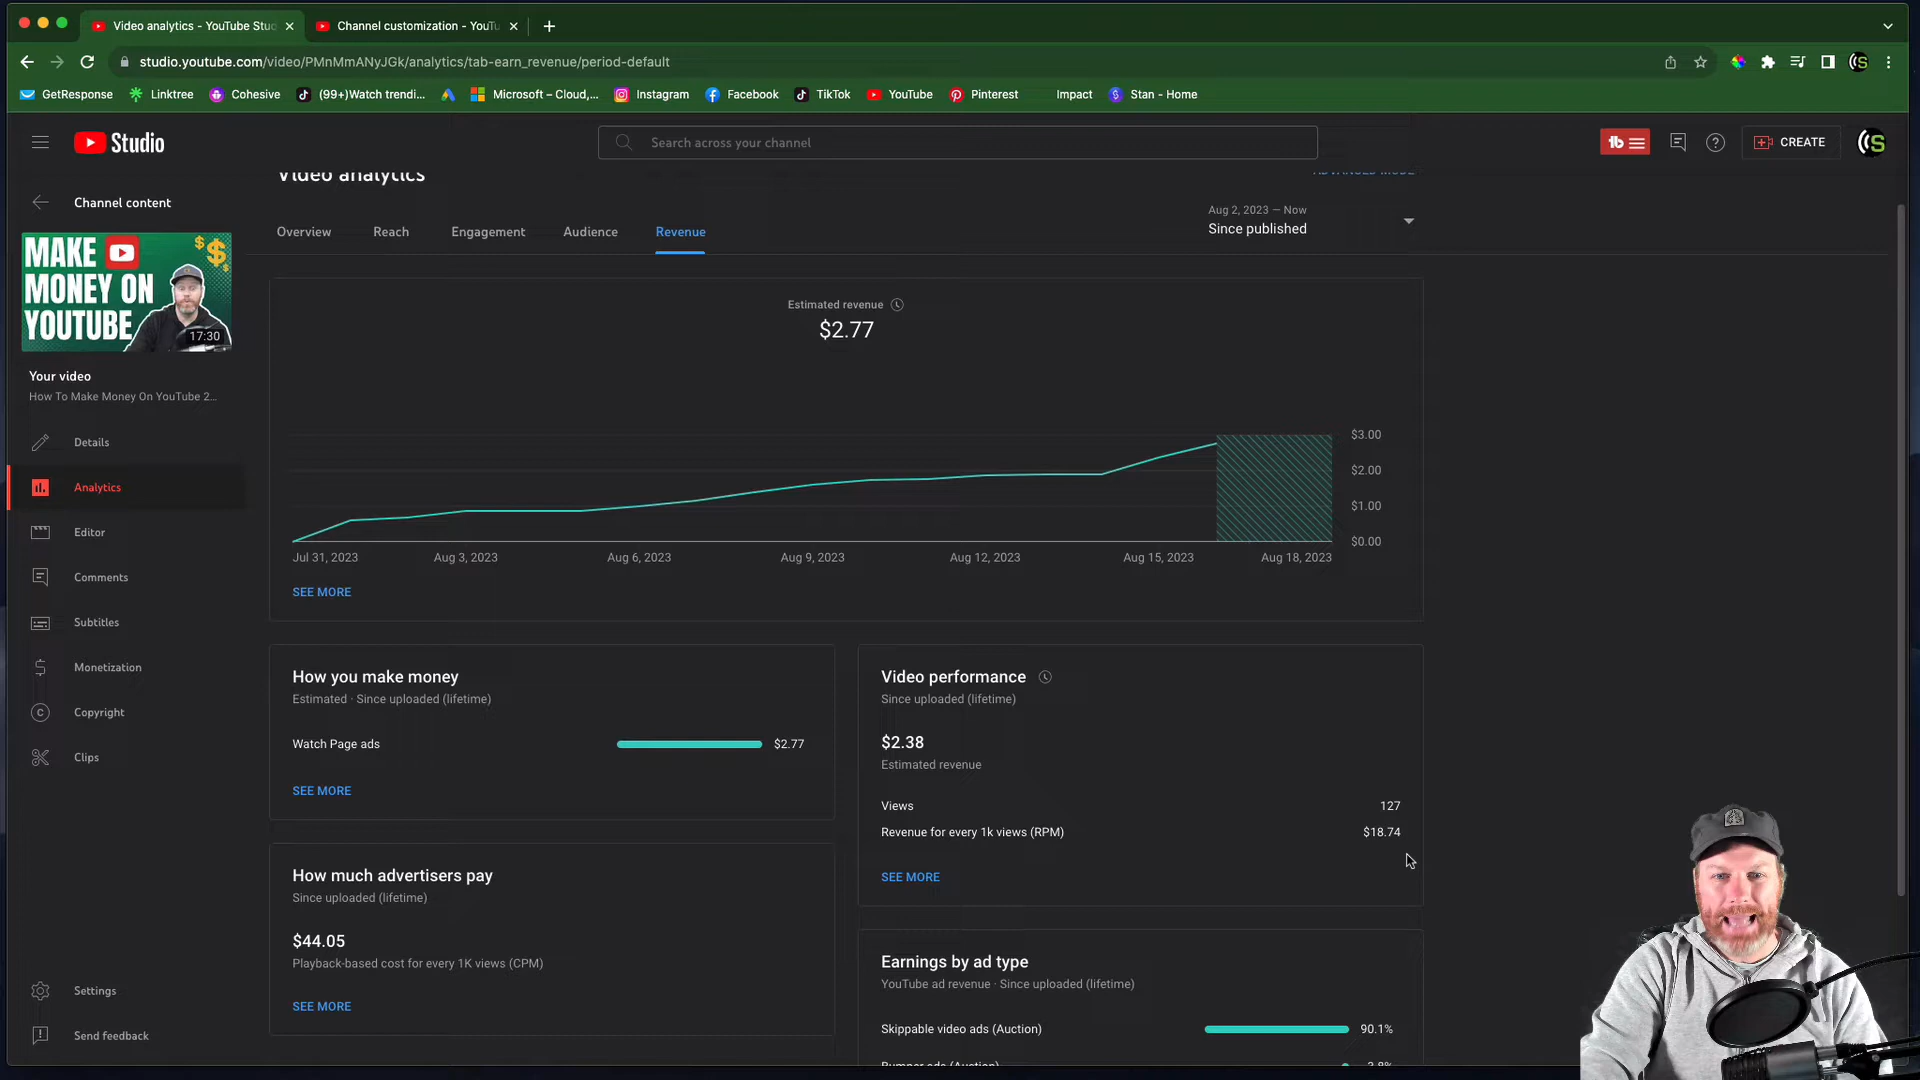 Video analytics - YouTube Stud
Channel customization - YouTu
studio.youtube.com/video/PMnMmANyJGk/analytics/tab-earn_revenue/period-default
GetResponse
Linktree
Cohesive
(99+)Watch trendi...
Microsoft – Cloud,...
Instagram
Facebook
TikTok
YouTube
Pinterest
Impact
Stan - Home
Studio
Search across your channel
tb
CREATE
Video analytics
ADVANCED MODE
Channel content
Overview
Reach
Engagement
Audience
Revenue
Aug 2, 2023 – Now
Since published
MAKE
MONEY ON
YOUTUBE
17:30
Your video
How To Make Money On YouTube 2...
Details
Analytics
Editor
Comments
Subtitles
Monetization
Copyright
Clips
Settings
Send feedback
Estimated revenue
$2.77
$3.00
$2.00
$1.00
$0.00
Jul 31, 2023
Aug 3, 2023
Aug 6, 2023
Aug 9, 2023
Aug 12, 2023
Aug 15, 2023
Aug 18, 2023
SEE MORE
How you make money
Estimated · Since uploaded (lifetime)
Watch Page ads
$2.77
SEE MORE
Video performance
Since uploaded (lifetime)
$2.38
Estimated revenue
Views
127
Revenue for every 1k views (RPM)
$18.74
SEE MORE
How much advertisers pay
Since uploaded (lifetime)
$44.05
Playback-based cost for every 1K views (CPM)
SEE MORE
Earnings by ad type
YouTube ad revenue · Since uploaded (lifetime)
Skippable video ads (Auction)
90.1%
Bumper ads (Auction)
3.8%